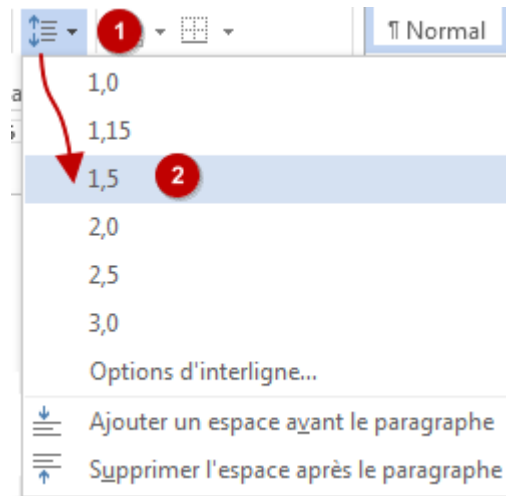 1
¶ Normal
1,0
1,15
1,5
2
2,0
2,5
3,0
Options d'interligne...
Ajouter un espace avant le paragraphe
Supprimer l'espace après le paragraphe